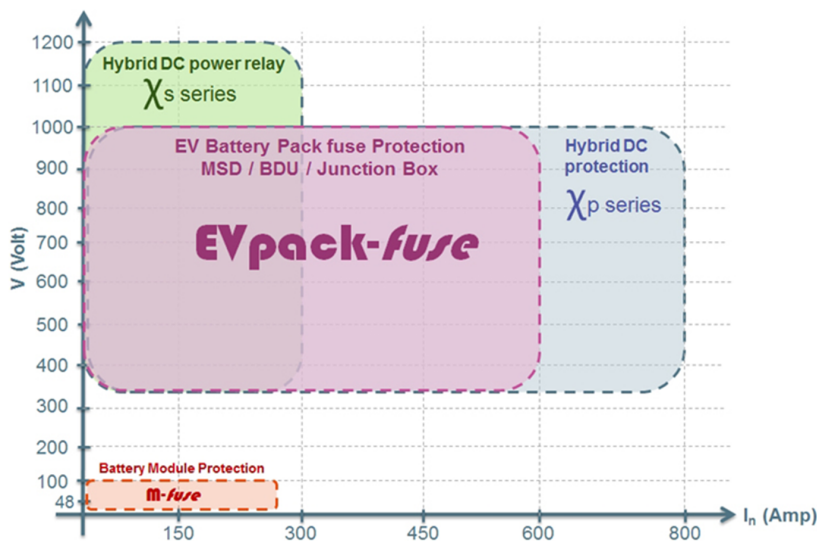 1200
Hybrid DC power relay
χs series
1100
1000
EV Battery Pack fuse Protection
MSD / BDU / Junction Box
Hybrid DC
protection
χp series
900
800
EVpack-fuse
700
V (Volt)
600
500
400
300
200
Battery Module Protection
100
M-fuse
48
150
300
450
600
800
In (Amp)